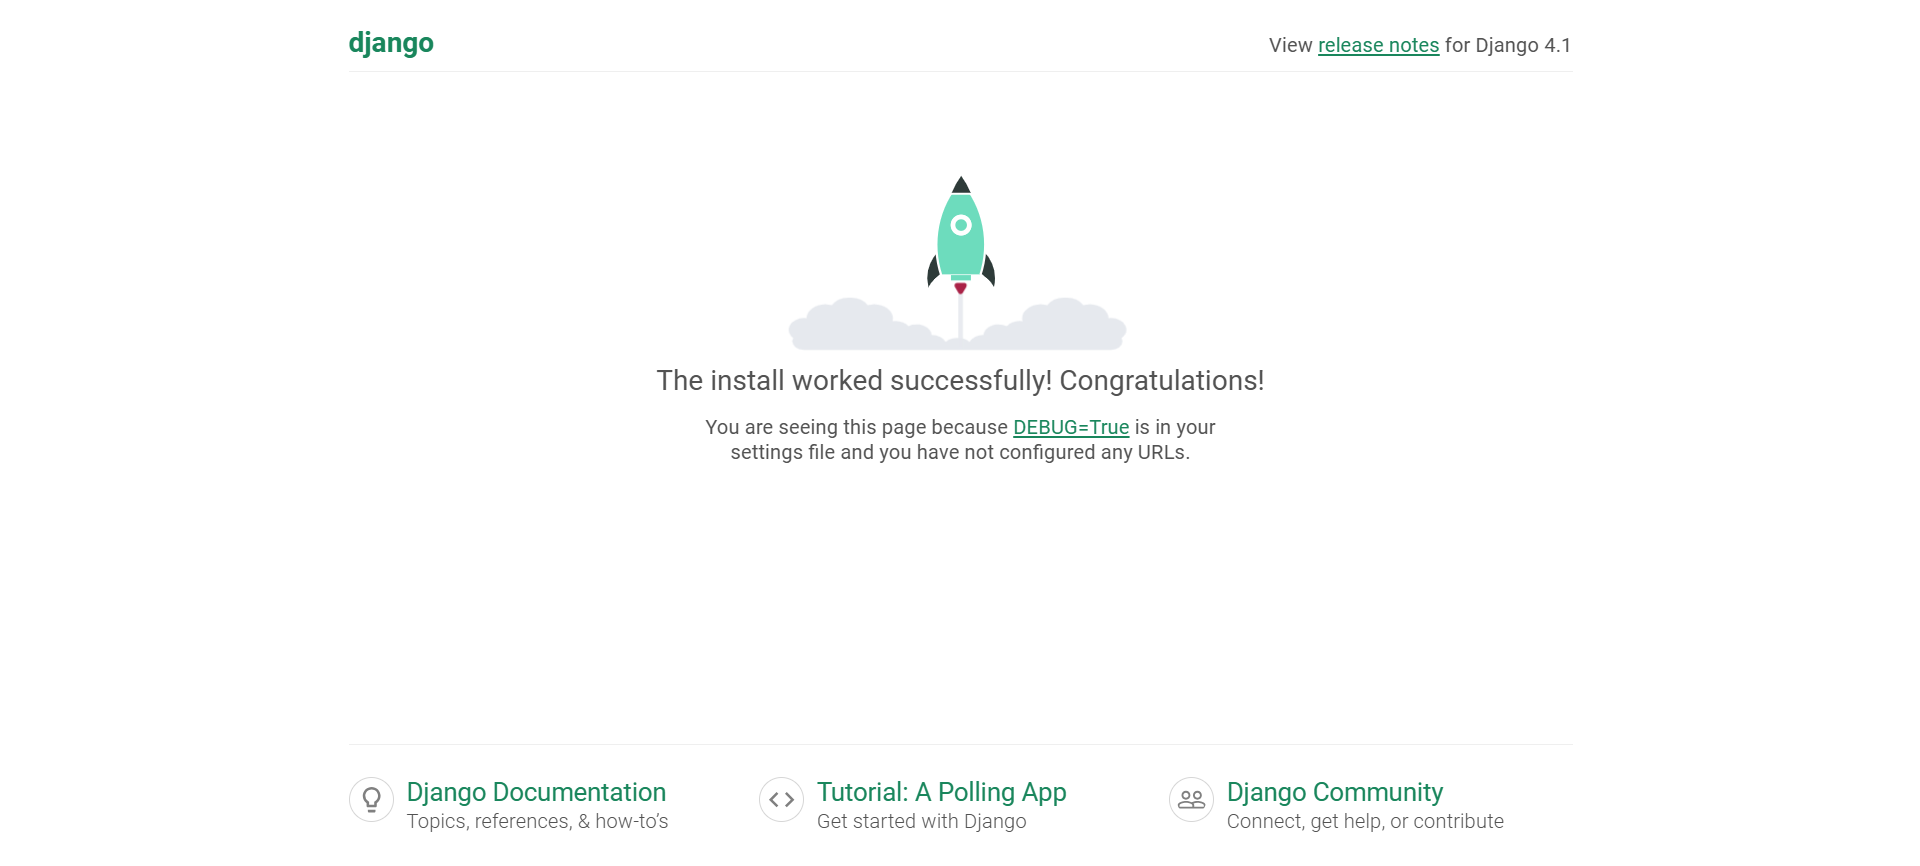 django
View release notes for Django 4.1
The install worked successfully! Congratulations!
You are seeing this page because DEBUG=True is in your
settings file and you have not configured any URLs.
Django Documentation
Topics, references, & how-to’s
Tutorial: A Polling App
Get started with Django
Django Community
Connect, get help, or contribute